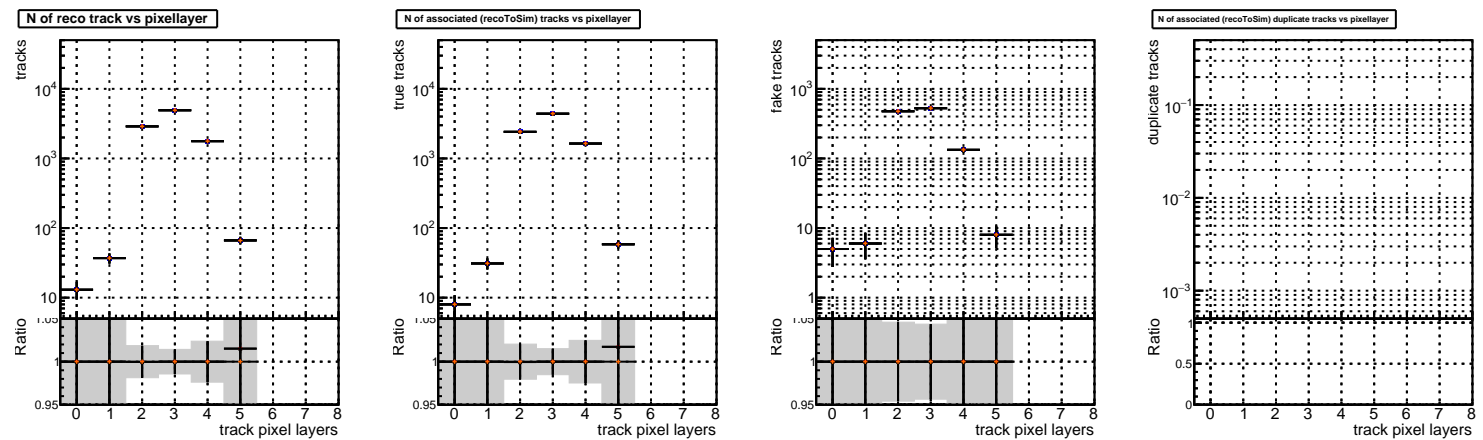 N of reco track vs pixellayer
tracks
10⁴
10³
10²
10
1.05
Ratio
1
0.95
0 1 2 3 4 5 6 7 8
track pixel layers
N of associated (recoToSim) tracks vs pixellayer
true tracks
10⁴
10³
10²
10
1.05
Ratio
1
0.95
0 1 2 3 4 5 6 7 8
track pixel layers
fake tracks
10³
10²
10
1
1.05
Ratio
1
0.95
0 1 2 3 4 5 6 7 8
track pixel layers
N of associated (recoToSim) duplicate tracks vs pixellayer
duplicate tracks
10⁻¹
10⁻²
10⁻³
Ratio
1
0.5
0
0 1 2 3 4 5 6 7 8
track pixel layers